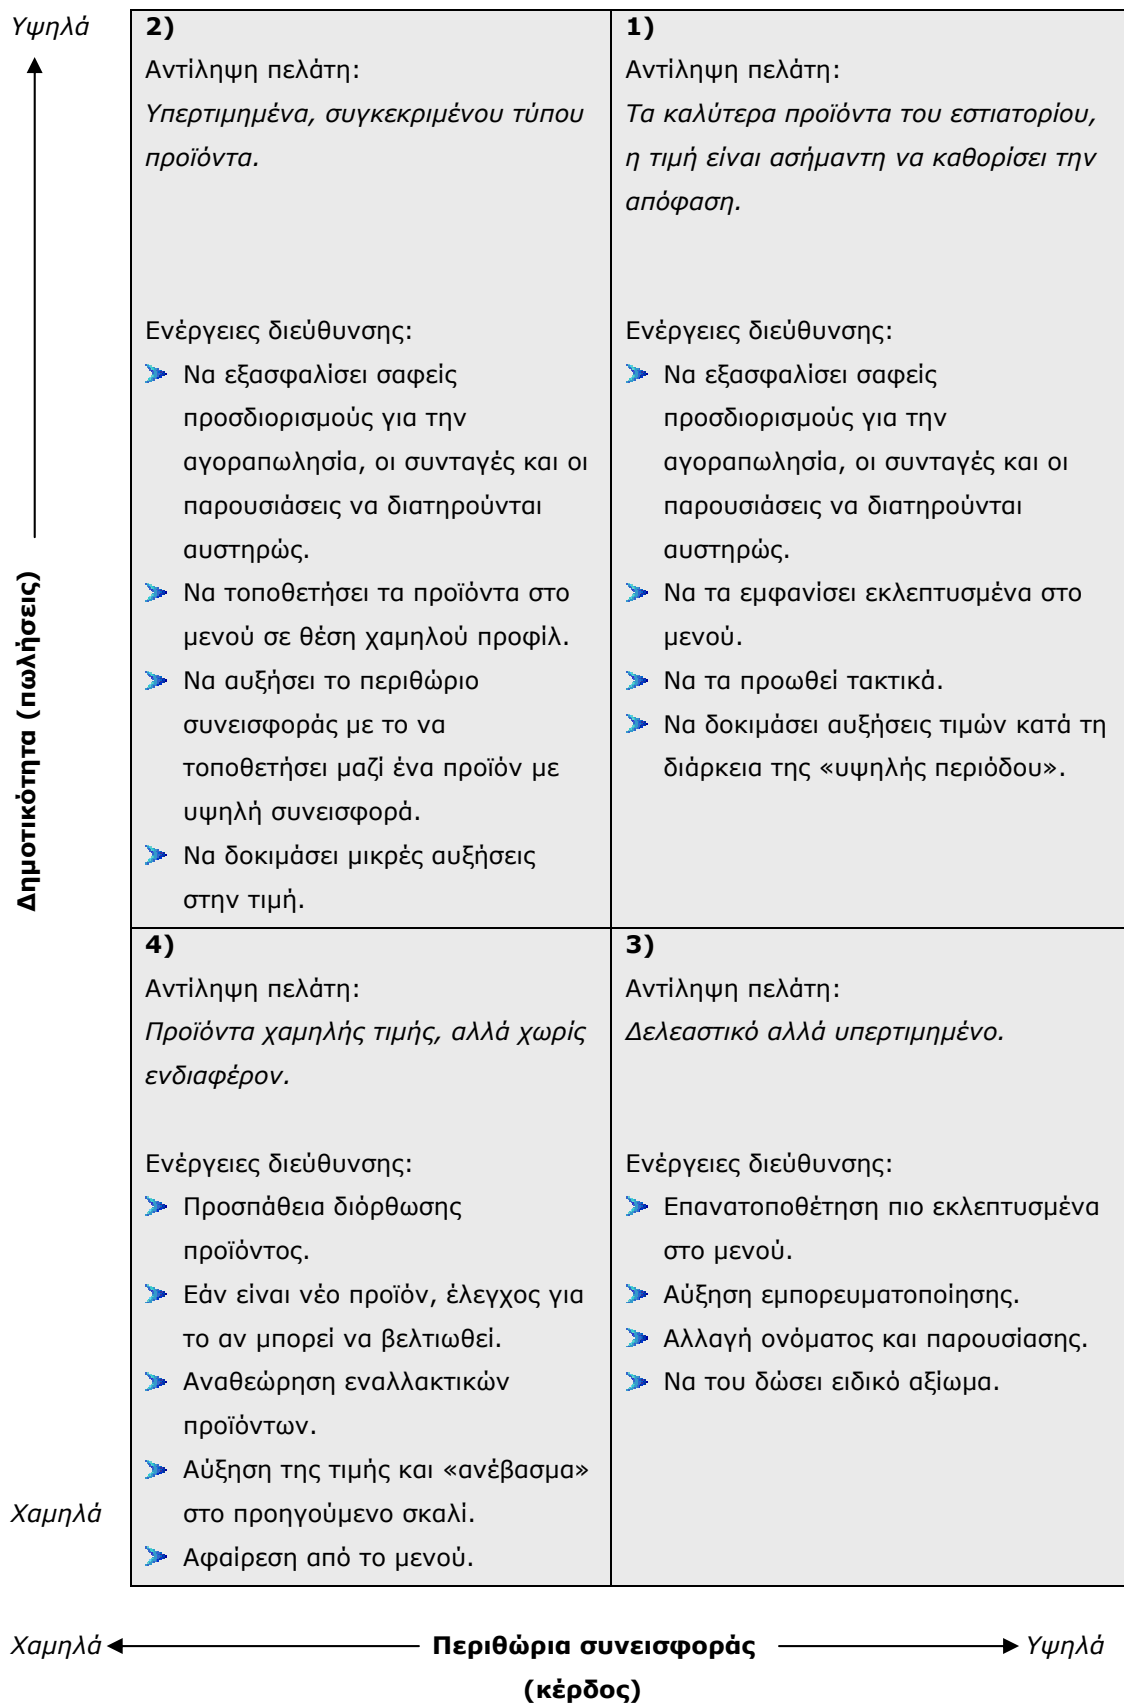 Υψηλά
Δημοτικότητα (πωλήσεις)
Χαμηλά
2)
Αντίληψη πελάτη:
Υπερτιμημένα, συγκεκριμένου τύπου
προϊόντα.
Ενέργειες διεύθυνσης:
Να εξασφαλίσει σαφείς
προσδιορισμούς για την
αγοραπωλησία, οι συνταγές και οι
παρουσιάσεις να διατηρούνται
αυστηρώς.
Να τοποθετήσει τα προϊόντα στο
μενού σε θέση χαμηλού προφίλ.
Να αυξήσει το περιθώριο
συνεισφοράς με το να
τοποθετήσει μαζί ένα προϊόν με
υψηλή συνεισφορά.
Να δοκιμάσει μικρές αυξήσεις
στην τιμή.
1)
Αντίληψη πελάτη:
Τα καλύτερα προϊόντα του εστιατορίου,
η τιμή είναι ασήμαντη να καθορίσει την
απόφαση.
Ενέργειες διεύθυνσης:
Να εξασφαλίσει σαφείς
προσδιορισμούς για την
αγοραπωλησία, οι συνταγές και οι
παρουσιάσεις να διατηρούνται
αυστηρώς.
Να τα εμφανίσει εκλεπτυσμένα στο
μενού.
Να τα προωθεί τακτικά.
Να δοκιμάσει αυξήσεις τιμών κατά τη
διάρκεια της «υψηλής περιόδου».
4)
Αντίληψη πελάτη:
Προϊόντα χαμηλής τιμής, αλλά χωρίς
ενδιαφέρον.
Ενέργειες διεύθυνσης:
Προσπάθεια διόρθωσης
προϊόντος.
Εάν είναι νέο προϊόν, έλεγχος για
το αν μπορεί να βελτιωθεί.
Αναθεώρηση εναλλακτικών
προϊόντων.
Αύξηση της τιμής και «ανέβασμα»
στο προηγούμενο σκαλί.
Αφαίρεση από το μενού.
3)
Αντίληψη πελάτη:
Δελεαστικό αλλά υπερτιμημένο.
Ενέργειες διεύθυνσης:
Επανατοποθέτηση πιο εκλεπτυσμένα
στο μενού.
Αύξηση εμπορευματοποίησης.
Αλλαγή ονόματος και παρουσίασης.
Να του δώσει ειδικό αξίωμα.
Χαμηλά Περιθώρια συνεισφοράς Υψηλά
(κέρδος)